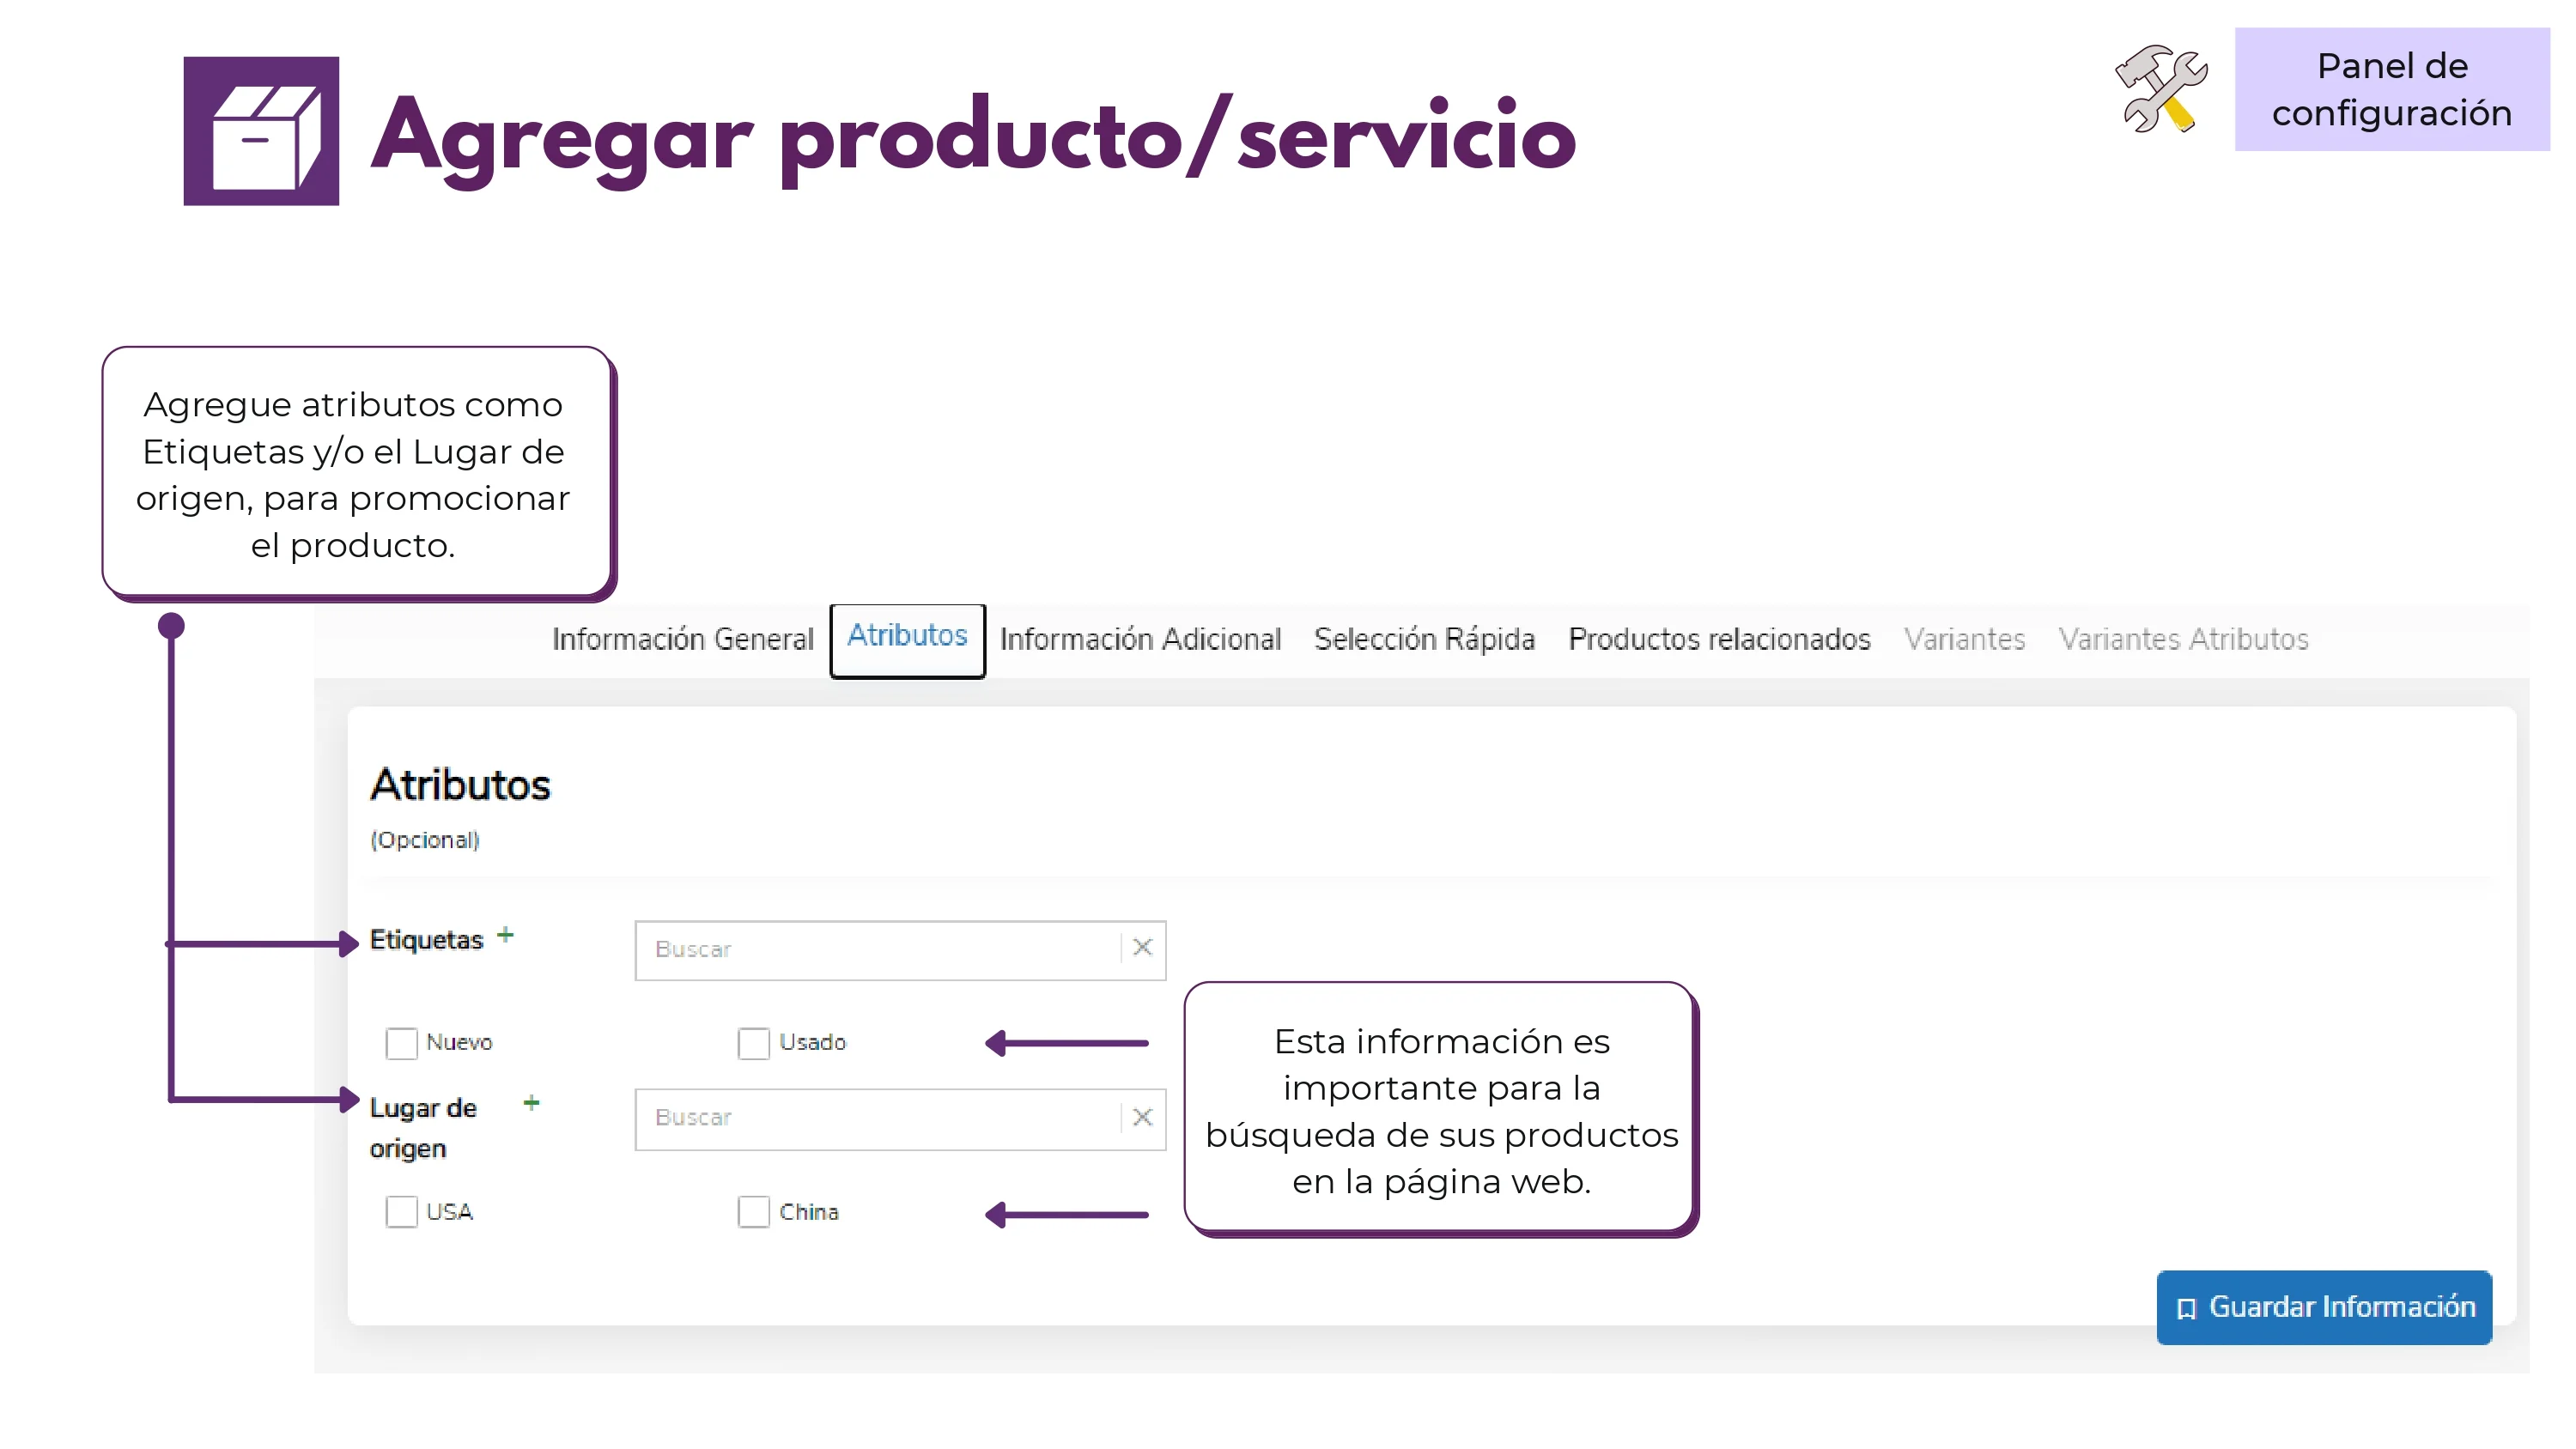 Agregar producto/servicio
Panel de
configuración
Agregue atributos como
Etiquetas y/o el Lugar de
origen, para promocionar
el producto.
Información General Atributos Información Adicional Selección Rápida Productos relacionados Variantes Variantes Atributos
Atributos
(Opcional)
Etiquetas + Buscar ×
Nuevo Usado
Lugar de + Buscar ×
origen
USA China
Esta información es
importante para la
búsqueda de sus productos
en la página web.
Guardar Información